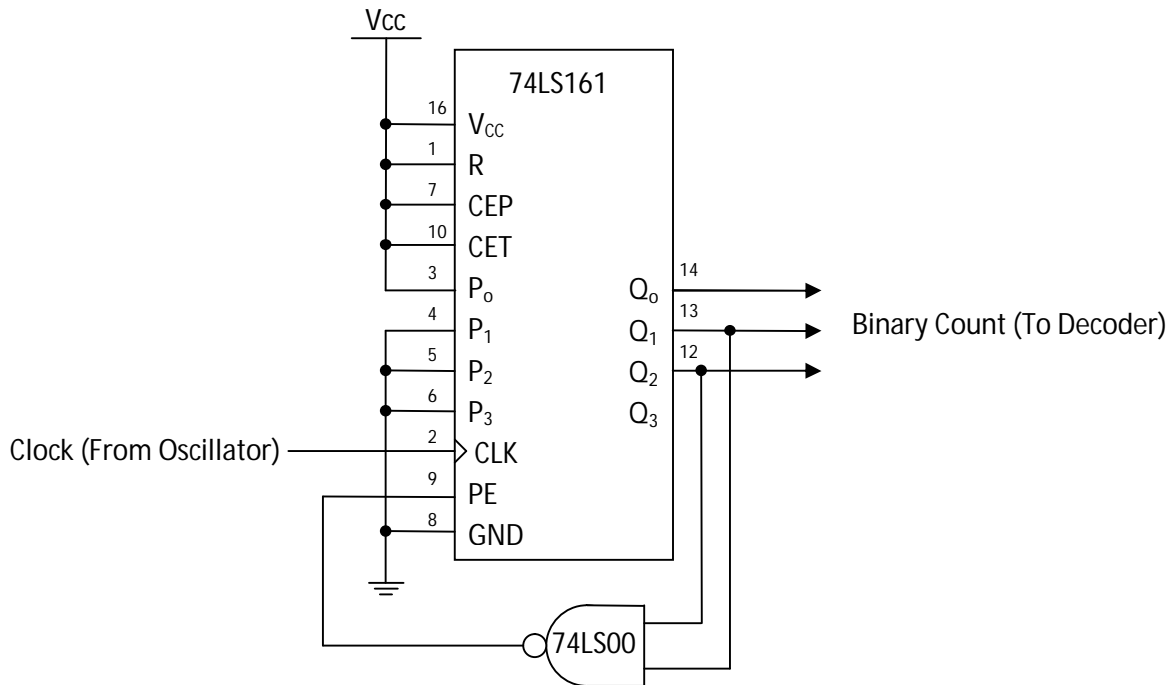 Vcc
74LS161
16
VCC
1
R
7
CEP
10
CET
3
Po
4
P1
5
P2
6
P3
2
CLK
9
PE
8
GND
14
Qo
13
Q1
12
Q2
Q3
Binary Count (To Decoder)
Clock (From Oscillator)
74LS00